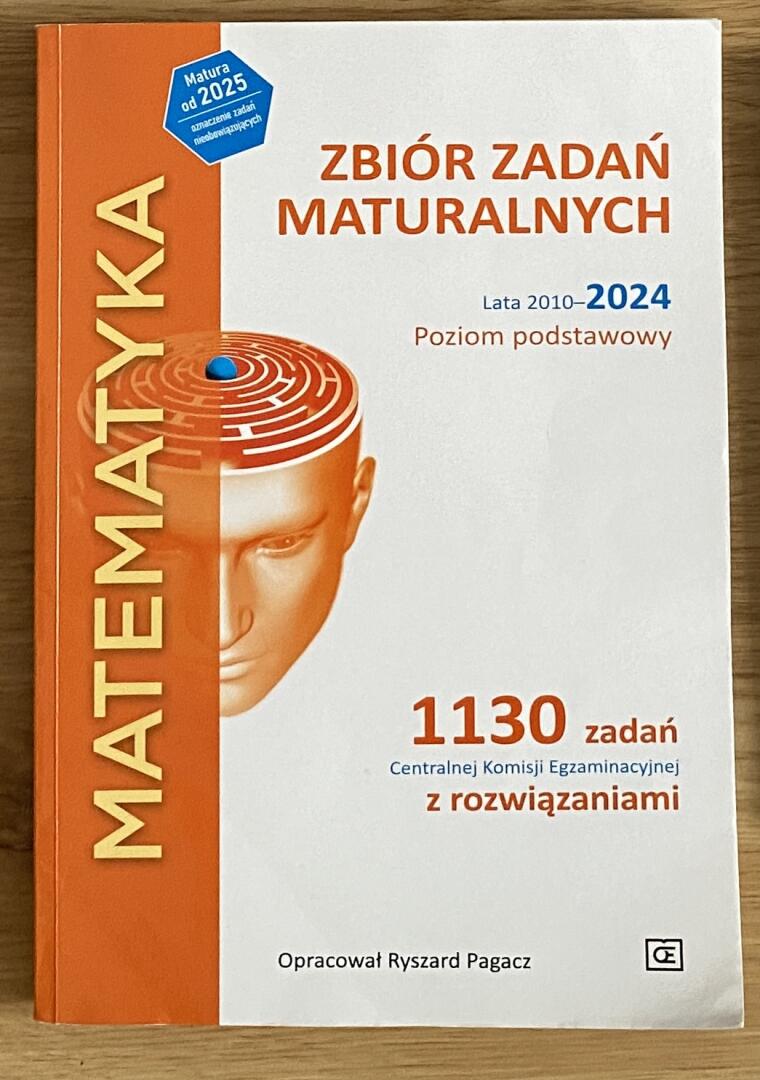 Matura
od 2025
oznaczenie zadań
nieobowiązujących
ZBIÓR ZADAŃ
MATURALNYCH
Lata 2010–2024
Poziom podstawowy
MATEMATYKA
1130 zadań
Centralnej Komisji Egzaminacyjnej
z rozwiązaniami
Opracował Ryszard Pagacz
OE